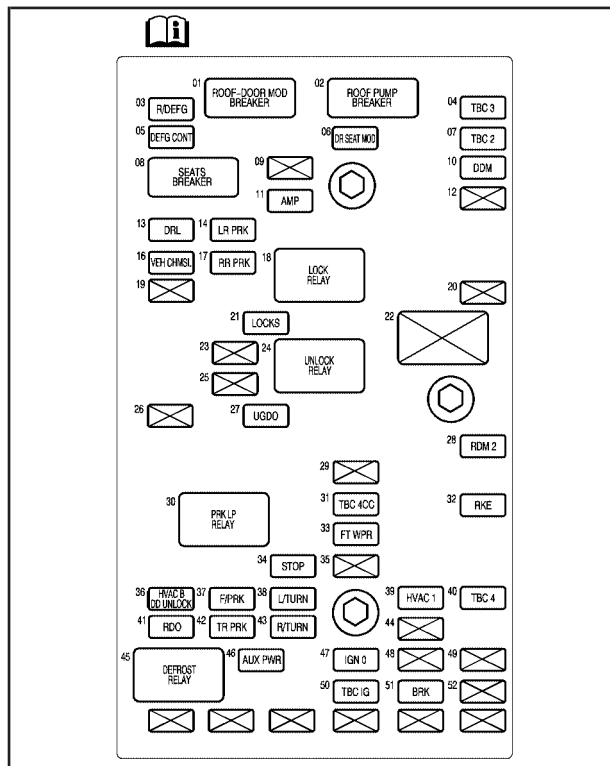 01 ROOF-DOOR MOD
BREAKER
02 ROOF PUMP
BREAKER
03 R/DEFG
04 TBC 3
05 DEFG CONT
06 DR SEAT MOD
07 TBC 2
08 SEATS
BREAKER
09
10 DDM
11 AMP
12
13 DRL
14 LR PRK
16 VEH CHMSL
17 RR PRK
18 LOCK
RELAY
19
20
21 LOCKS
22
23
24 UNLOCK
RELAY
25
26
27 UGDO
28 RDM 2
29
30 PRK LP
RELAY
31 TBC 4CC
32 RKE
33 FT WPR
34 STOP
35
36 HVAC B
DD UNLOCK
37 F/PRK
38 L/TURN
39 HVAC 1
40 TBC 4
41 RDO
42 TR PRK
43 R/TURN
44
45 DEFROST
RELAY
46 AUX PWR
47 IGN 0
48
49
50 TBC IG
51 BRK
52